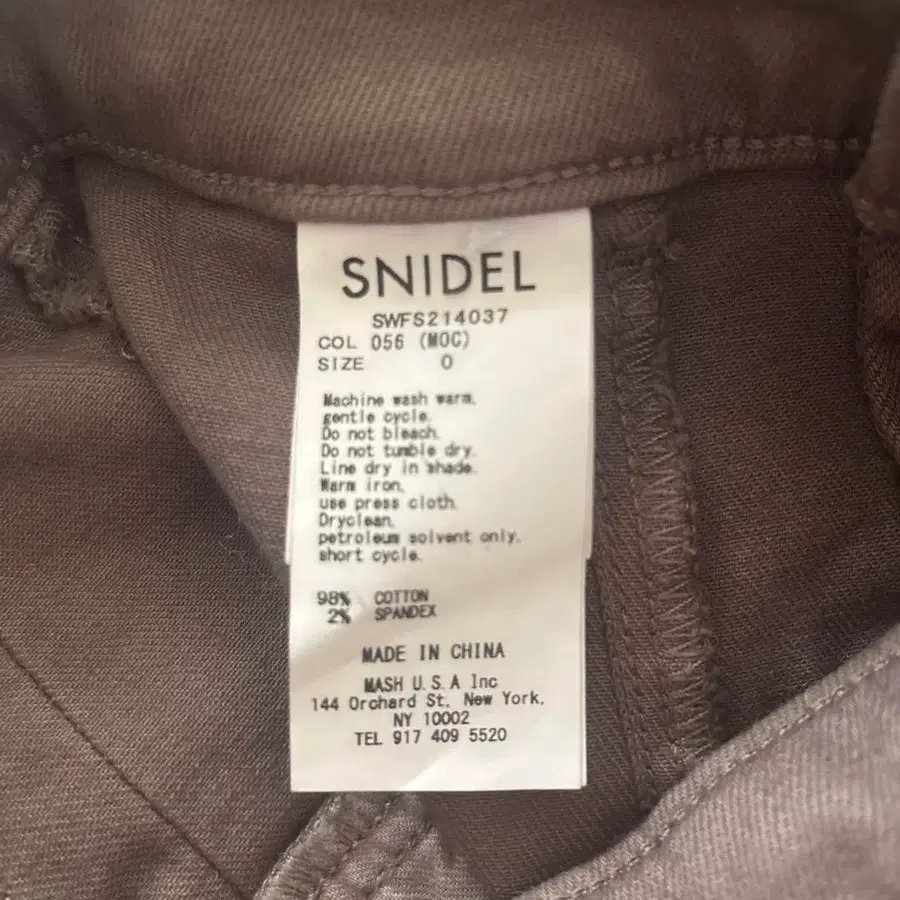 SNIDEL
SWFS214037
COL 056 (MOC)
SIZE 0
Machine wash warm,
gentle cycle.
Do not bleach.
Do not tumble dry.
Line dry in shade.
Warm iron,
use press cloth.
Dryclean,
petroleum solvent only.
short cycle.
98% COTTON
2% SPANDEX
MADE IN CHINA
MASH U.S.A Inc
144 Orchard St, New York,
NY 10002
TEL 917 409 5520